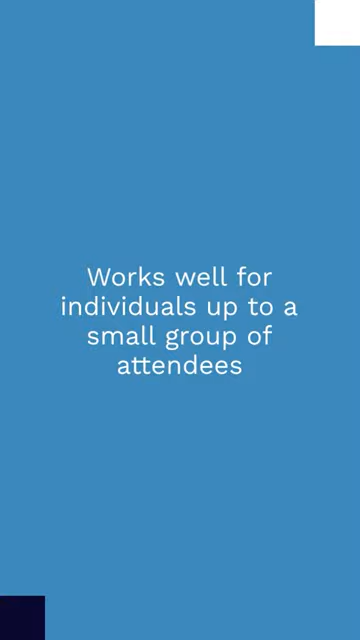 Works well for
individuals up to a
small group of
attendees